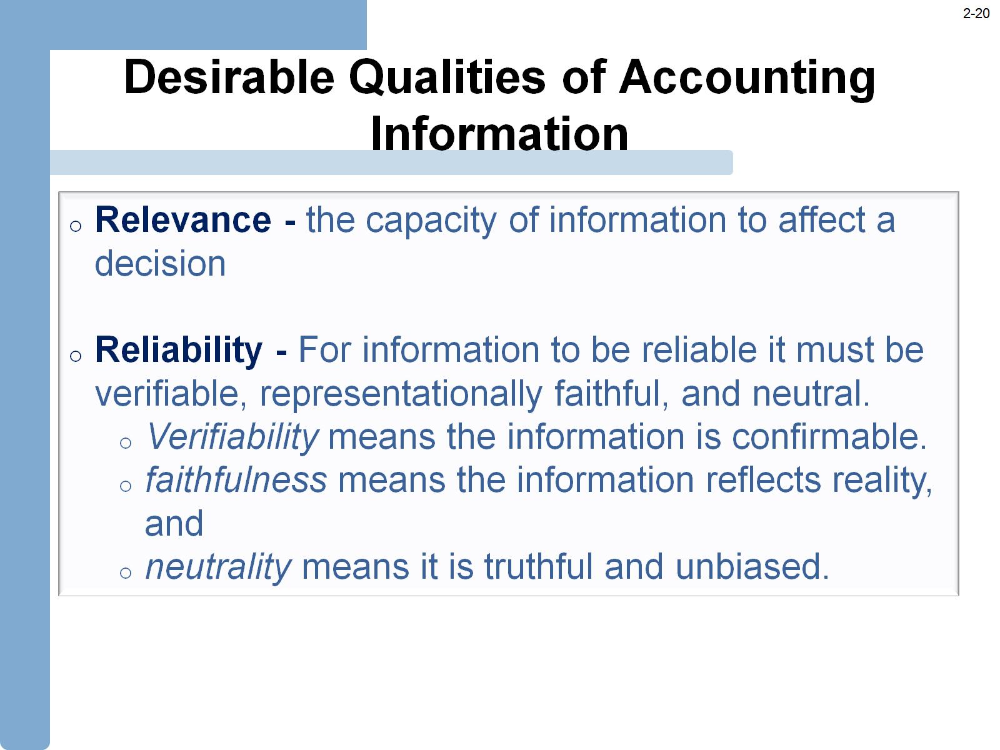 2-20
Desirable Qualities of Accounting
Information
Relevance - the capacity of information to affect a
decision
Reliability - For information to be reliable it must be
verifiable, representationally faithful, and neutral.
Verifiability means the information is confirmable.
faithfulness means the information reflects reality,
and
neutrality means it is truthful and unbiased.